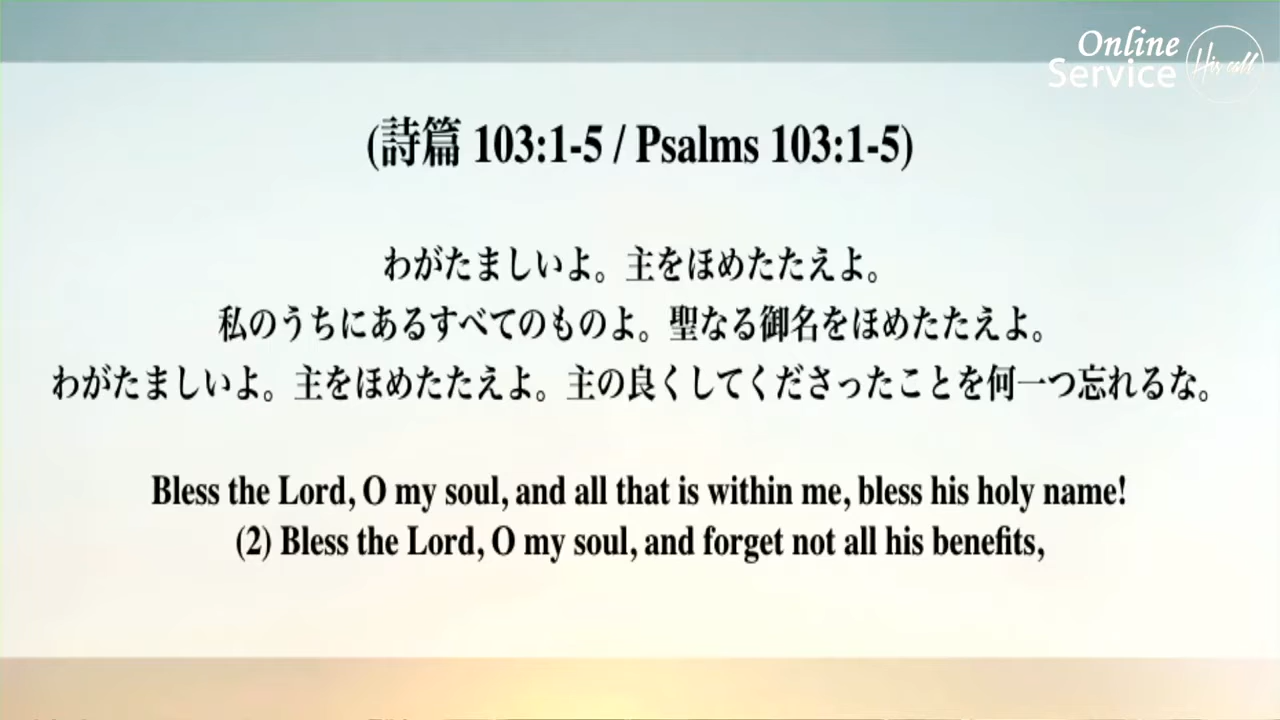 Online
Service
His call
(詩篇 103:1-5 / Psalms 103:1-5)
わがたましいよ。主をほめたたえよ。
私のうちにあるすべてのものよ。聖なる御名をほめたたえよ。
わがたましいよ。主をほめたたえよ。主の良くしてくださったことを何一つ忘れるな。
Bless the Lord, O my soul, and all that is within me, bless his holy name!
(2) Bless the Lord, O my soul, and forget not all his benefits,